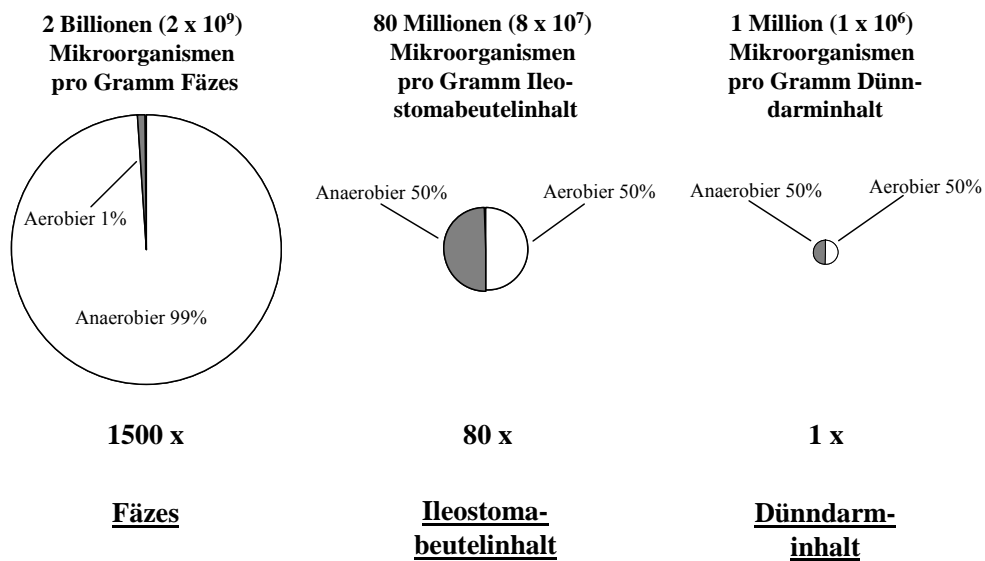 2 Billionen (2 x 10⁹)
Mikroorganismen
pro Gramm Fäzes
Aerobier 1%
Anaerobier 99%
1500 x
Fäzes
80 Millionen (8 x 10⁷)
Mikroorganismen
pro Gramm Ileo-
stomabeutelinhalt
Anaerobier 50%
Aerobier 50%
80 x
Ileostoma-
beutelinhalt
1 Million (1 x 10⁶)
Mikroorganismen
pro Gramm Dünn-
darminhalt
Anaerobier 50%
Aerobier 50%
1 x
Dünndarm-
inhalt